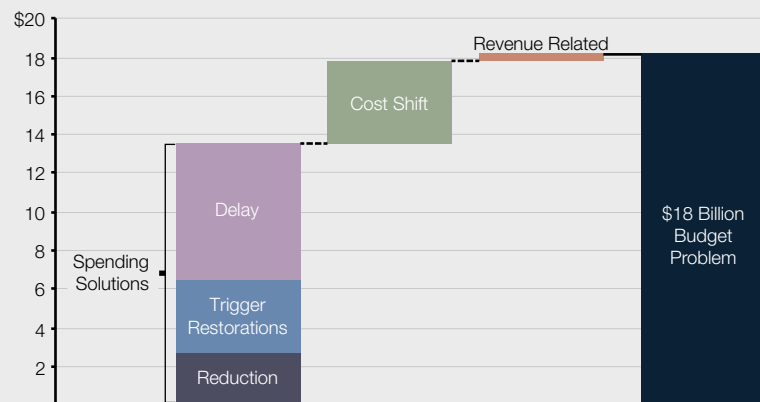 $20
18
16
14
12
10
8
6
4
2
Revenue Related
Cost Shift
Delay
Spending
Solutions
Trigger
Restorations
Reduction
$18 Billion
Budget
Problem